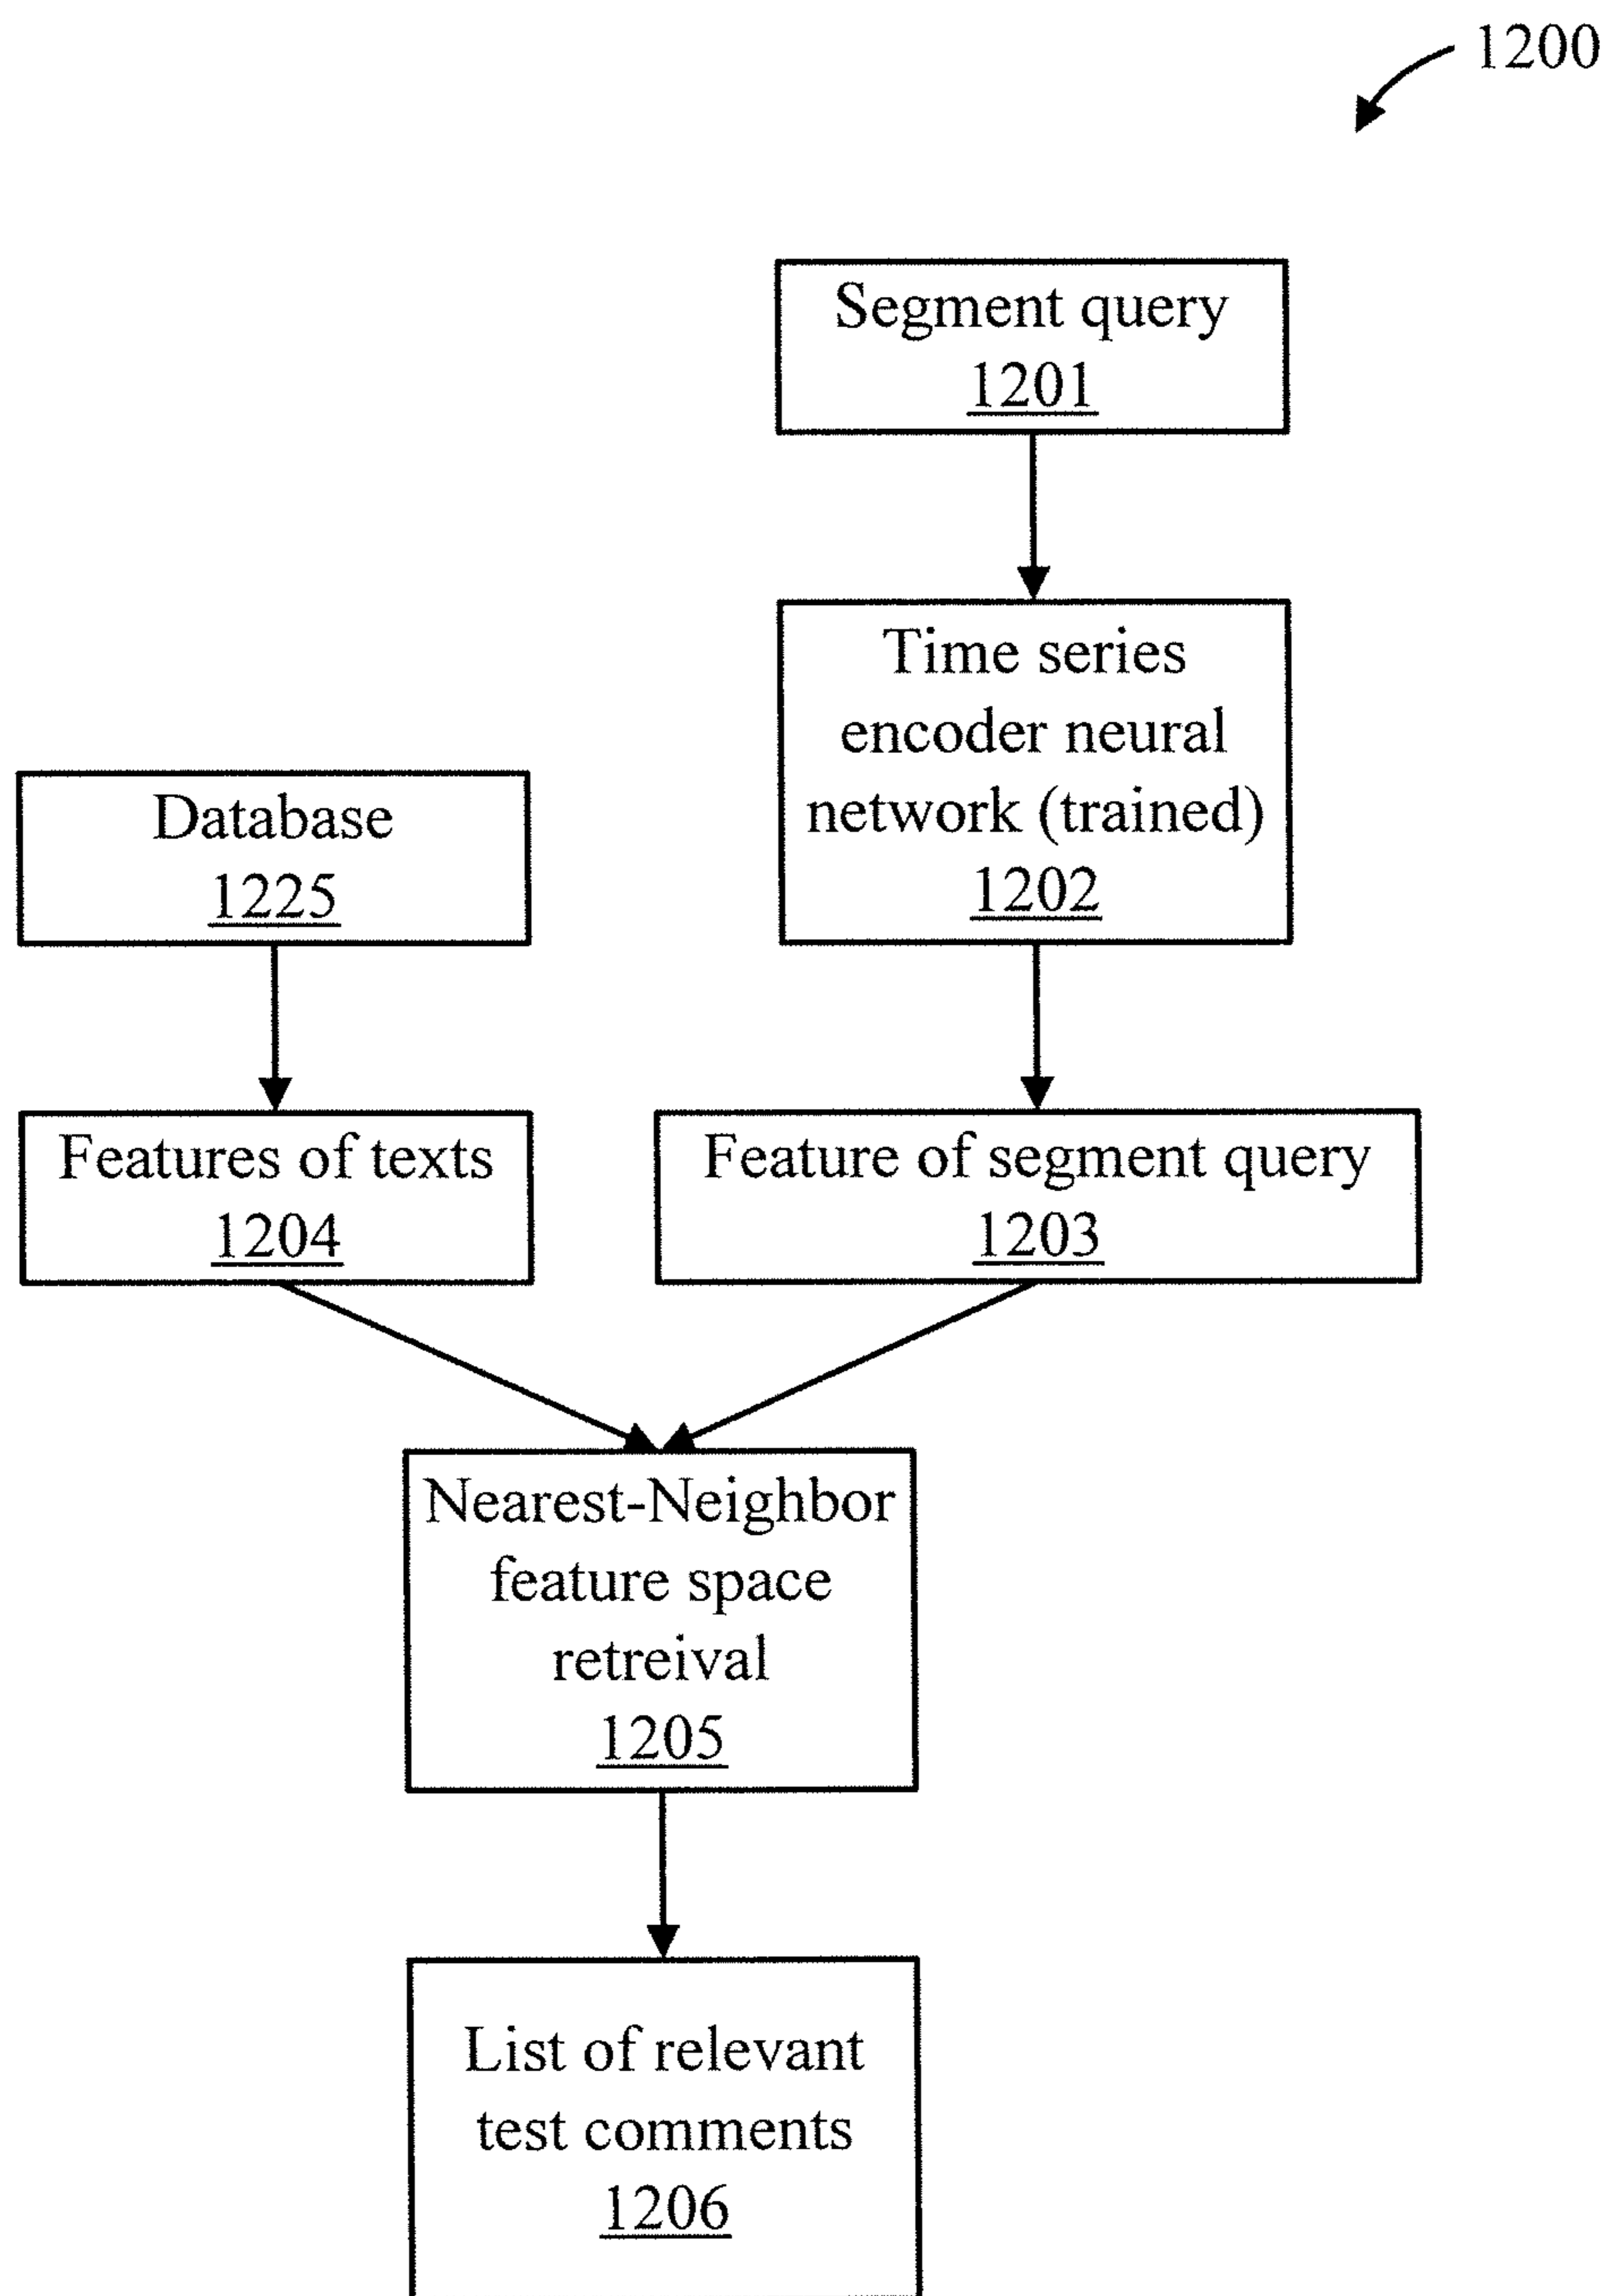 1200
Segment query
1201
Time series
encoder neural
network (trained)
1202
Database
1225
Features of texts
1204
Feature of segment query
1203
Nearest-Neighbor
feature space
retreival
1205
List of relevant
test comments
1206